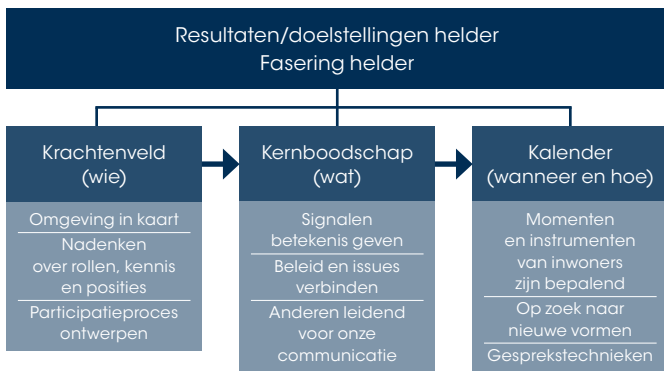 Resultaten/doelstellingen helder
Fasering helder
Krachtenveld
(wie)
Omgeving in kaart
Nadenken
over rollen, kennis
en posities
Participatieproces
ontwerpen
Kernboodschap
(wat)
Signalen
betekenis geven
Beleid en issues
verbinden
Anderen leidend
voor onze
communicatie
Kalender
(wanneer en hoe)
Momenten
en instrumenten
van inwoners
zijn bepalend
Op zoek naar
nieuwe vormen
Gesprekstechnieken